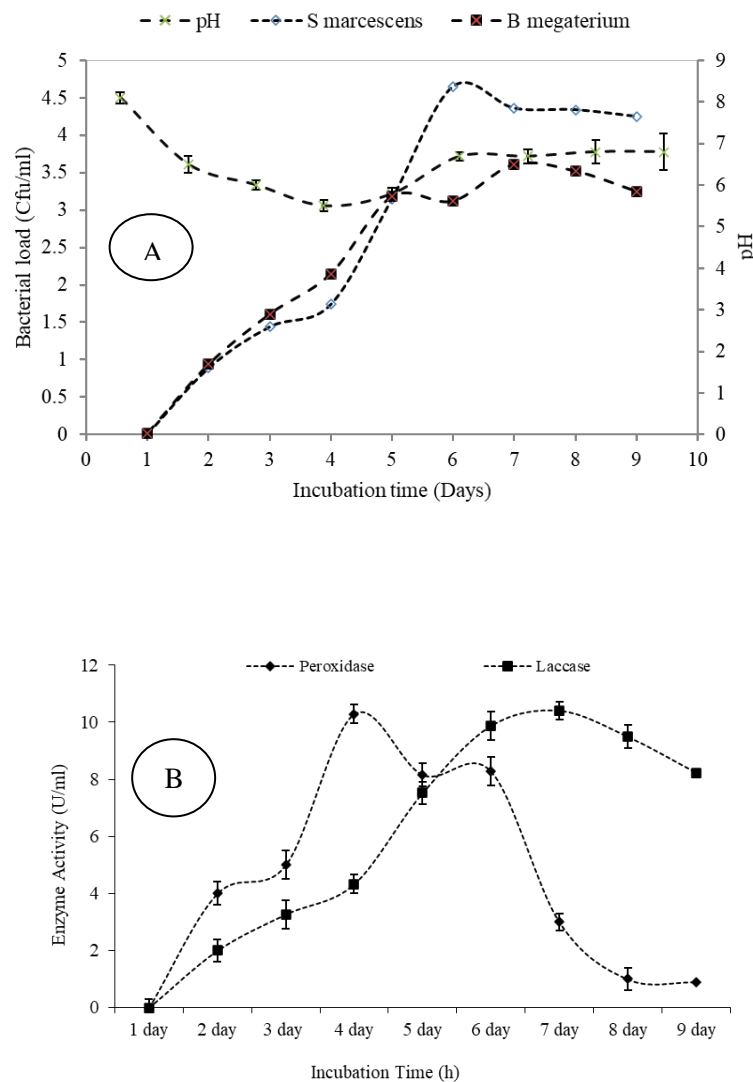 pH S marcescens B megaterium
5 9
4.5 8
4 7
3.5 6
3 5
2.5 4
2 3
1.5 2
1 1
0.5 0
0
Bacterial load (Cfu/ml)
pH
A
0 1 2 3 4 5 6 7 8 9 10
Incubation time (Days)
Peroxidase Laccase
12
10
8
6
4
2
0
Enzyme Activity (U/ml)
B
1 day 2 day 3 day 4 day 5 day 6 day 7 day 8 day 9 day
Incubation Time (h)